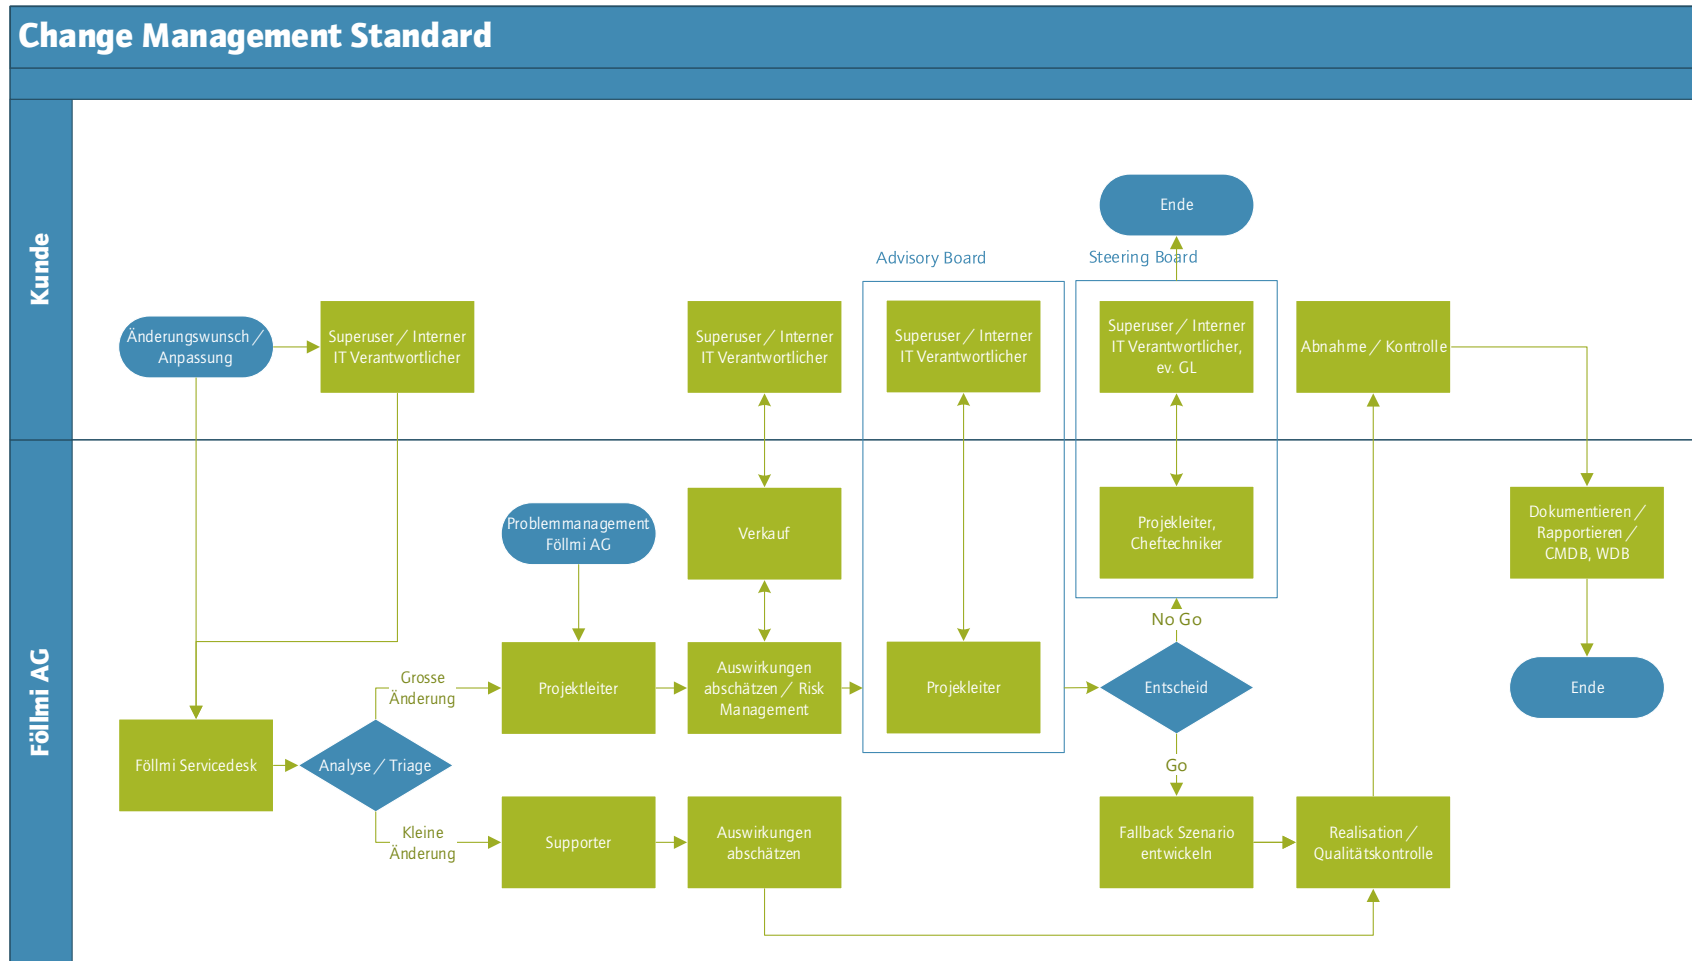 Change Management Standard
Kunde
Ende
Advisory Board
Steering Board
Änderungswunsch /
Anpassung
Superuser / Interner
IT Verantwortlicher
Superuser / Interner
IT Verantwortlicher
Superuser / Interner
IT Verantwortlicher
Superuser / Interner
IT Verantwortlicher,
ev. GL
Abnahme / Kontrolle
Föllmi AG
Problemmanagement
Föllmi AG
Verkauf
Projekleiter,
Cheftechniker
Dokumentieren /
Rapportieren /
CMDB, WDB
No Go
Grosse
Änderung
Projektleiter
Auswirkungen
abschätzen / Risk
Management
Projekleiter
Entscheid
Ende
Föllmi Servicedesk
Analyse / Triage
Go
Kleine
Änderung
Supporter
Auswirkungen
abschätzen
Fallback Szenario
entwickeln
Realisation /
Qualitätskontrolle